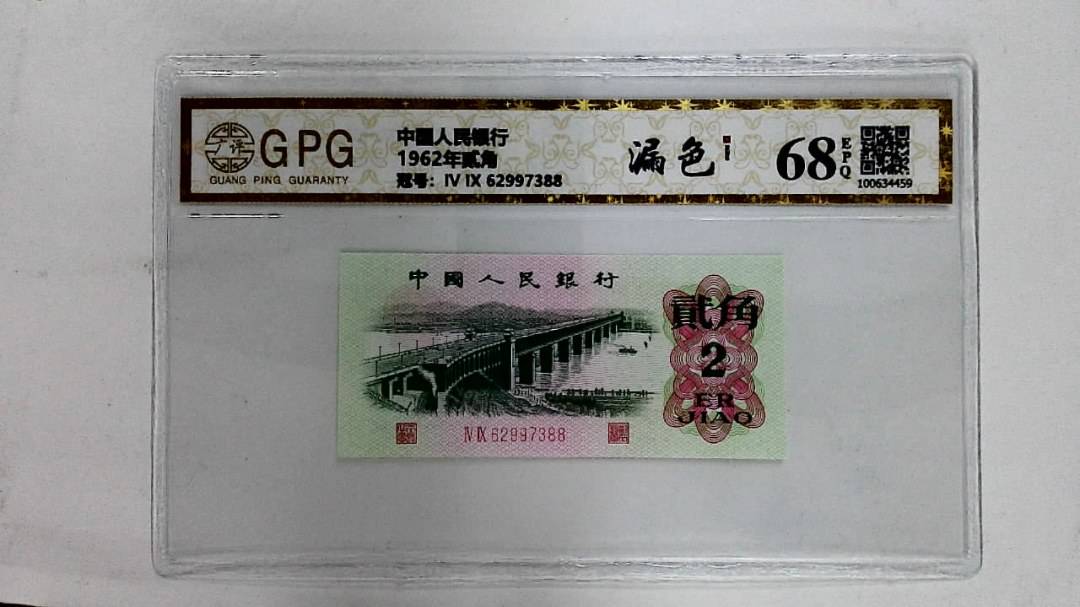 GPG
GUANG PING GUARANTY
中國人民銀行
1962年贰角
冠号: IV IX 62997388
漏色
68
EPQ
100634459
中國人民銀行
貳角
2
ER
JIAO
IV IX 62997388